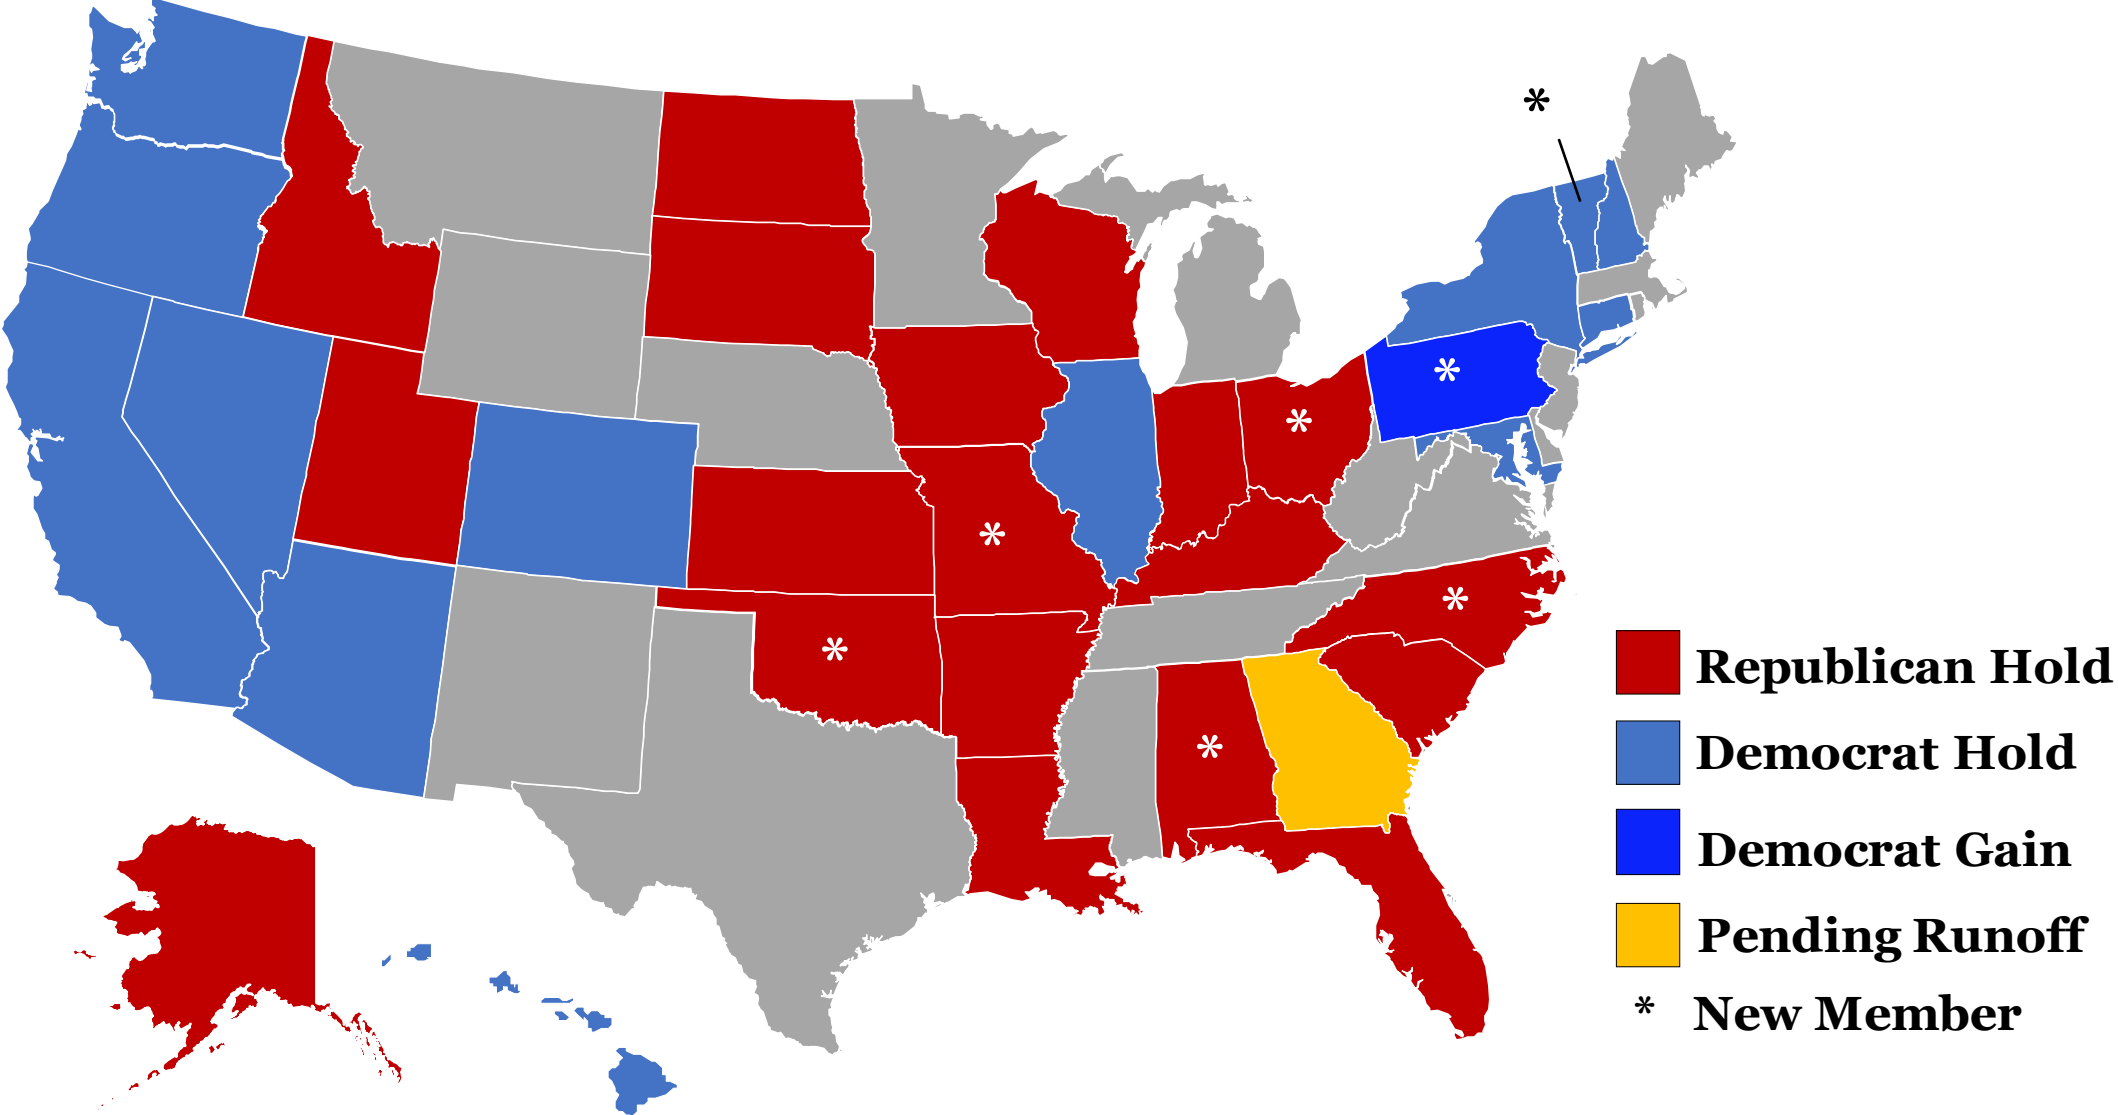 *
*
*
*
*
*
*
Republican Hold
Democrat Hold
Democrat Gain
Pending Runoff
* New Member